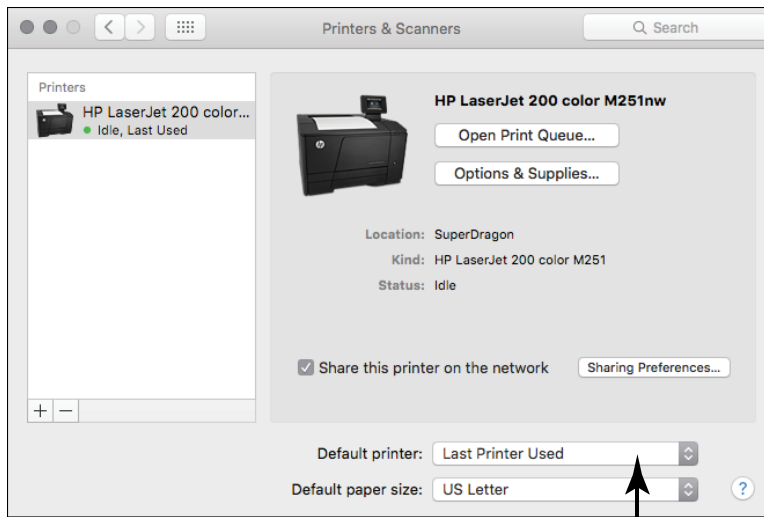 Printers & Scanners
Search
Printers
HP LaserJet 200 color...
Idle, Last Used
HP LaserJet 200 color M251nw
Open Print Queue...
Options & Supplies...
Location: SuperDragon
Kind: HP LaserJet 200 color M251
Status: Idle
Share this printer on the network
Sharing Preferences...
+ −
Default printer: Last Printer Used
Default paper size: US Letter
?